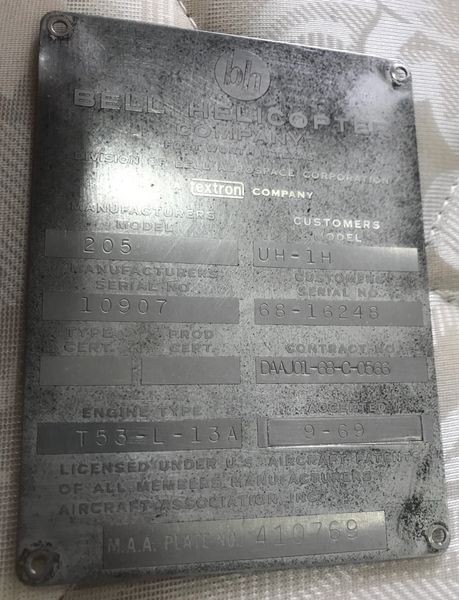 bh
BELL HELICOPTER
COMPANY
FORT WORTH, TEXAS
DIVISION OF BELL AEROSPACE CORPORATION
A textron COMPANY
MANUFACTURERS MODEL
CUSTOMERS MODEL
205
UH-1H
MANUFACTURERS SERIAL NO.
CUSTOMERS SERIAL NO.
10907
68-16248
TYPE CERT.
PROD CERT.
CONTRACT NO.
DAAJ01-68-C-0566
ENGINE TYPE
ACCEPTED
T53-L-13A
9-69
LICENSED UNDER U.S. AIRCRAFT PATENTS
OF ALL MEMBERS MANUFACTURERS
AIRCRAFT ASSOCIATION, INC.
M.A.A. PLATE NO. 410769